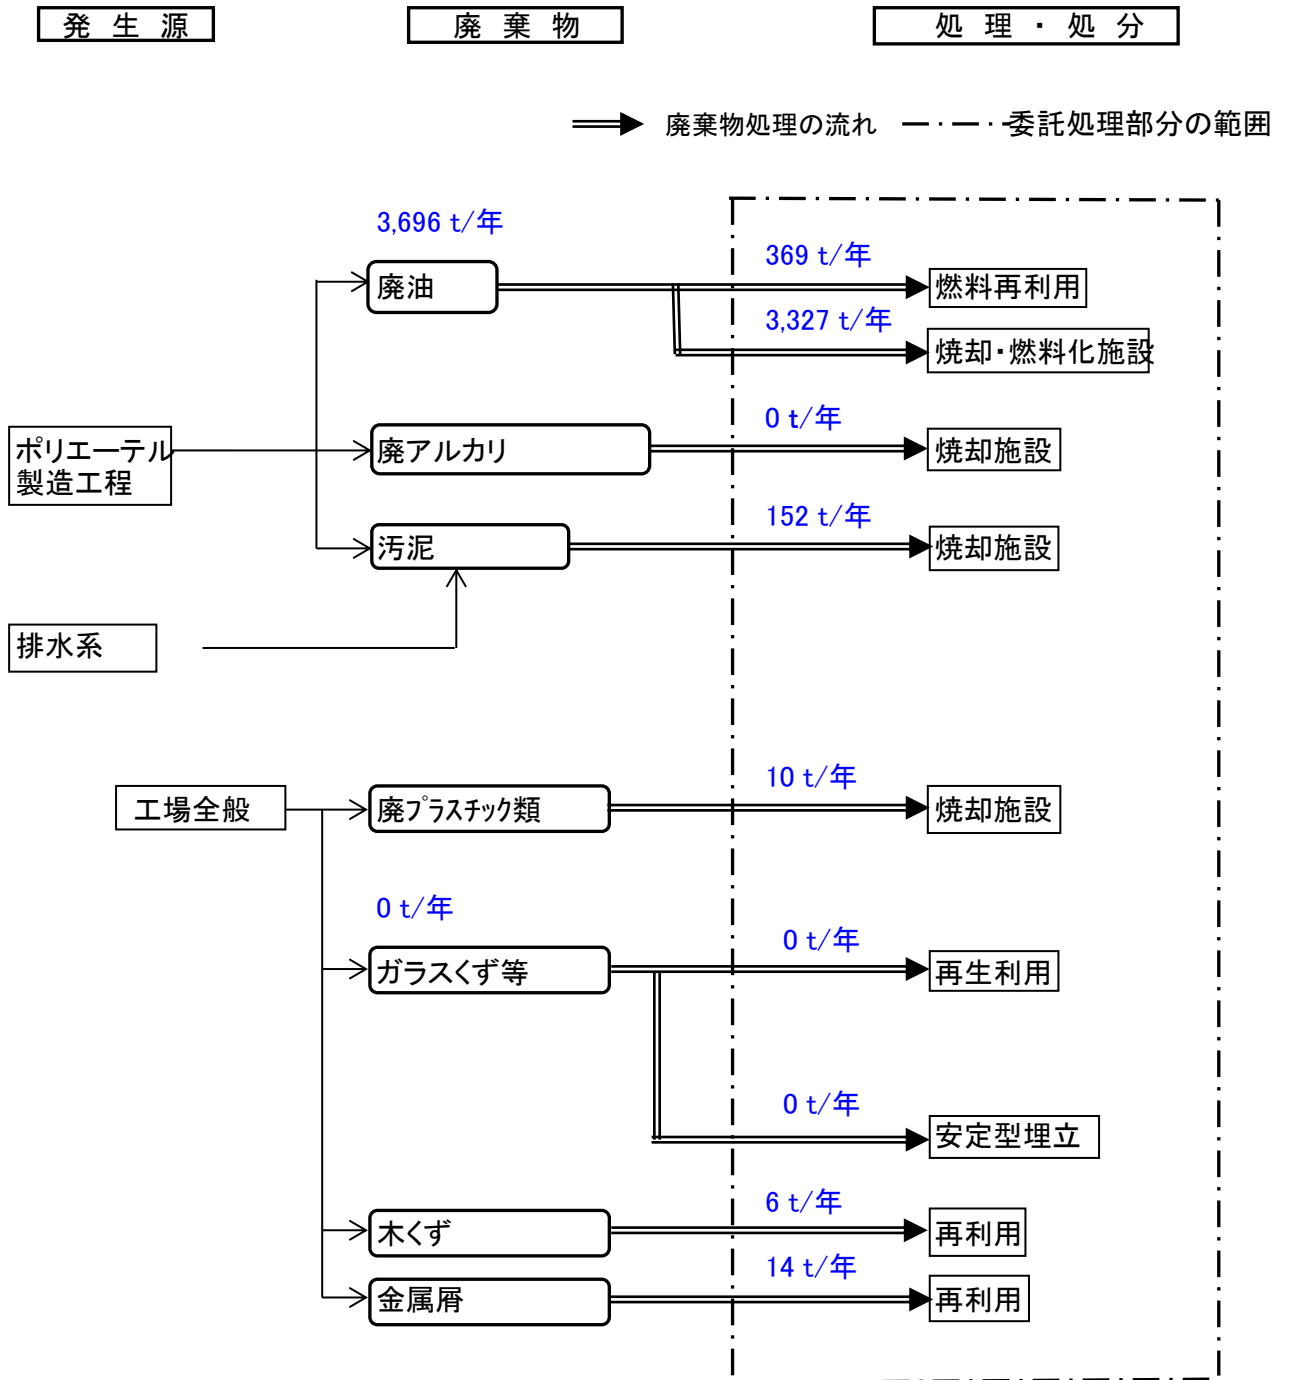 発 生 源
廃 棄 物
処 理 ・ 処 分
廃棄物処理の流れ
委託処理部分の範囲
3,696 t/年
369 t/年
廃油
燃料再利用
3,327 t/年
焼却・燃料化施設
0 t/年
ポリエーテル
製造工程
廃アルカリ
焼却施設
152 t/年
汚泥
焼却施設
排水系
10 t/年
工場全般
廃プラスチック類
焼却施設
0 t/年
0 t/年
ガラスくず等
再生利用
0 t/年
安定型埋立
6 t/年
木くず
再利用
14 t/年
金属屑
再利用